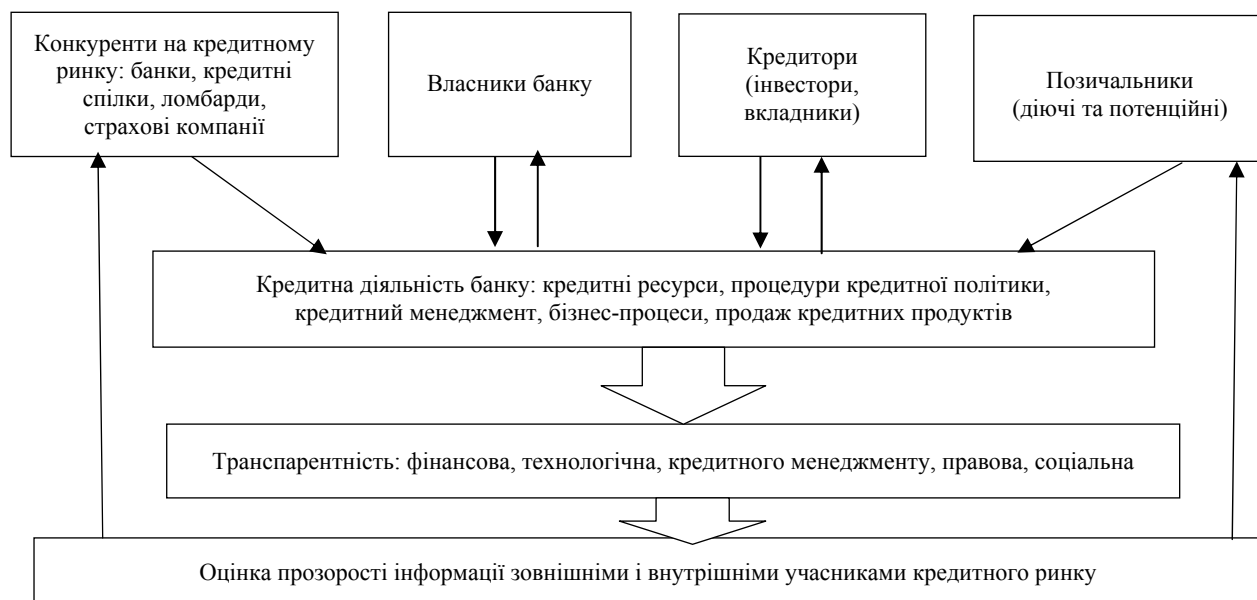 Конкуренти на кредитному
ринку: банки, кредитні
спілки, ломбарди,
страхові компанії
Власники банку
Кредитори
(інвестори,
вкладники)
Позичальники
(діючі та потенційні)
Кредитна діяльність банку: кредитні ресурси, процедури кредитної політики,
кредитний менеджмент, бізнес-процеси, продаж кредитних продуктів
Транспарентність: фінансова, технологічна, кредитного менеджменту, правова, соціальна
Оцінка прозорості інформації зовнішніми і внутрішніми учасниками кредитного ринку